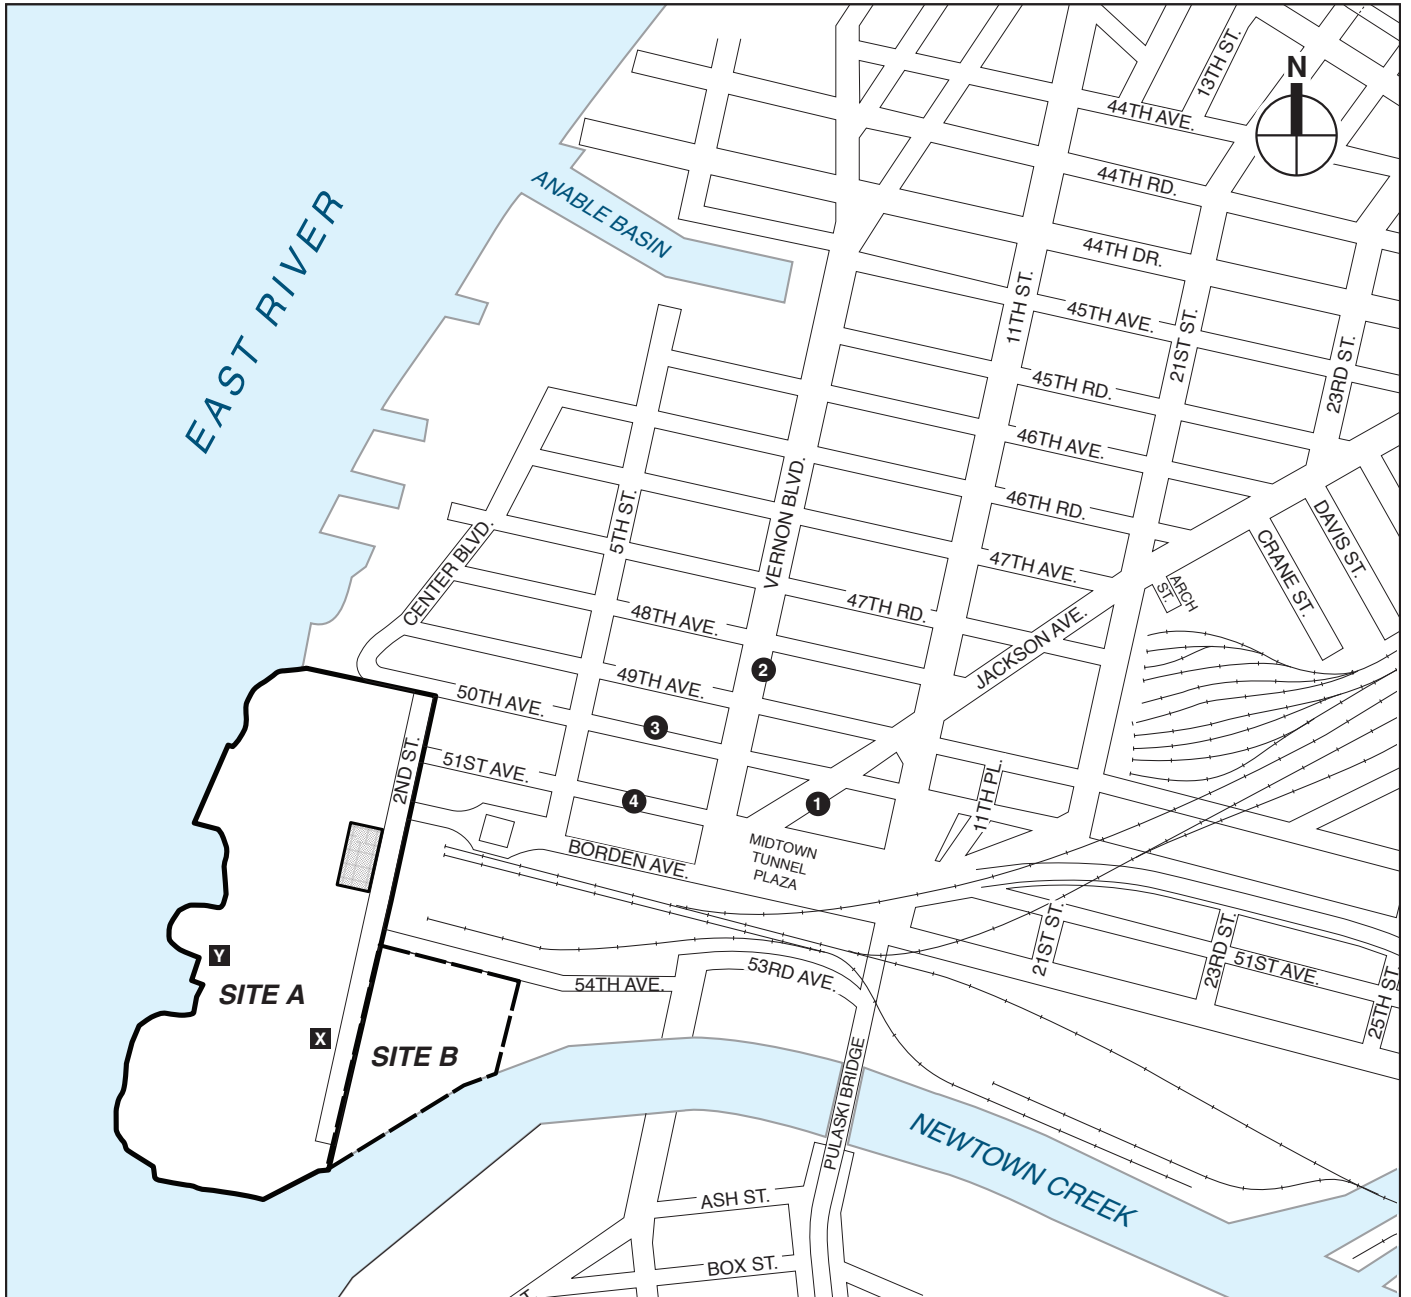 13TH ST.
N
44TH AVE.
ANABLE BASIN
44TH RD.
EAST RIVER
44TH DR.
11TH ST.
45TH AVE.
21ST ST.
23RD ST.
45TH RD.
46TH AVE.
VERNON BLVD.
5TH ST.
46TH RD.
DAVIS ST.
CRANE ST.
CENTER BLVD.
47TH AVE.
ARCH
ST.
47TH RD.
48TH AVE.
JACKSON AVE.
2
49TH AVE.
50TH AVE.
3
51ST AVE.
2ND ST.
4
1
11TH PL.
MIDTOWN
TUNNEL
PLAZA
BORDEN AVE.
21ST ST.
23RD ST.
51ST AVE.
25TH ST.
Y
53RD AVE.
54TH AVE.
SITE A
X
SITE B
PULASKI BRIDGE
NEWTOWN CREEK
ASH ST.
BOX ST.
T.